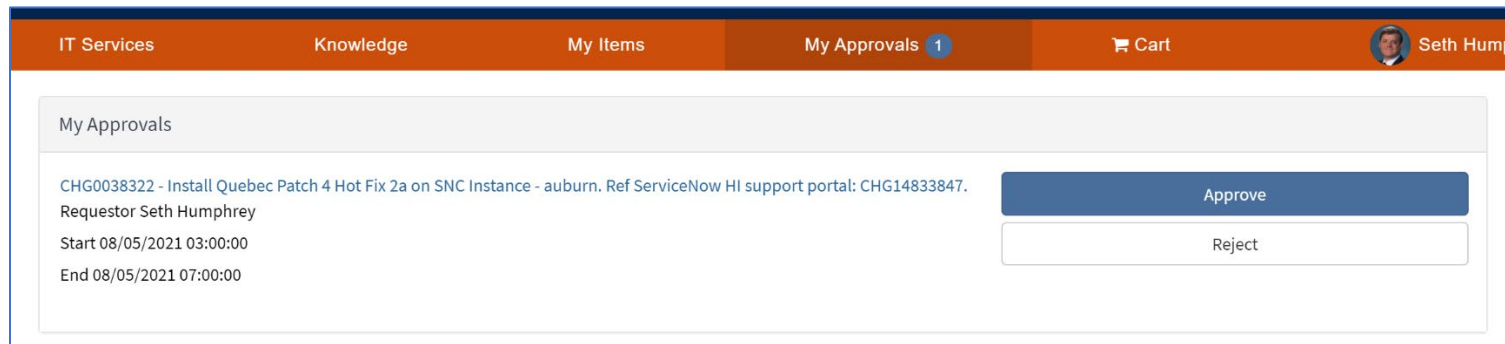 IT Services Knowledge My Items My Approvals 1 Cart Seth Hum
My Approvals
CHG0038322 - Install Quebec Patch 4 Hot Fix 2a on SNC Instance - auburn. Ref ServiceNow HI support portal: CHG14833847.
Requestor Seth Humphrey
Start 08/05/2021 03:00:00
End 08/05/2021 07:00:00
Approve
Reject